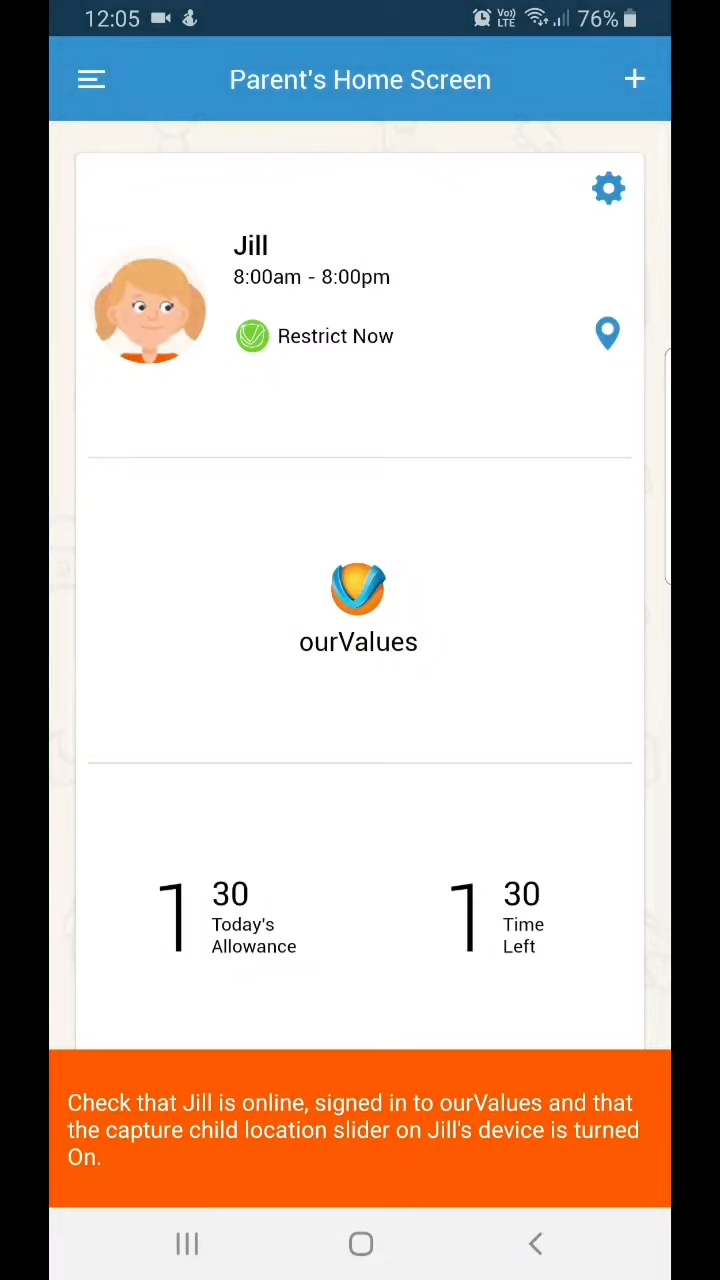 12:05 Vo)) LTE 76%
Parent's Home Screen
Jill
8:00am - 8:00pm
Restrict Now
ourValues
1 30 Today's Allowance
1 30 Time Left
Check that Jill is online, signed in to ourValues and that
the capture child location slider on Jill's device is turned
On.